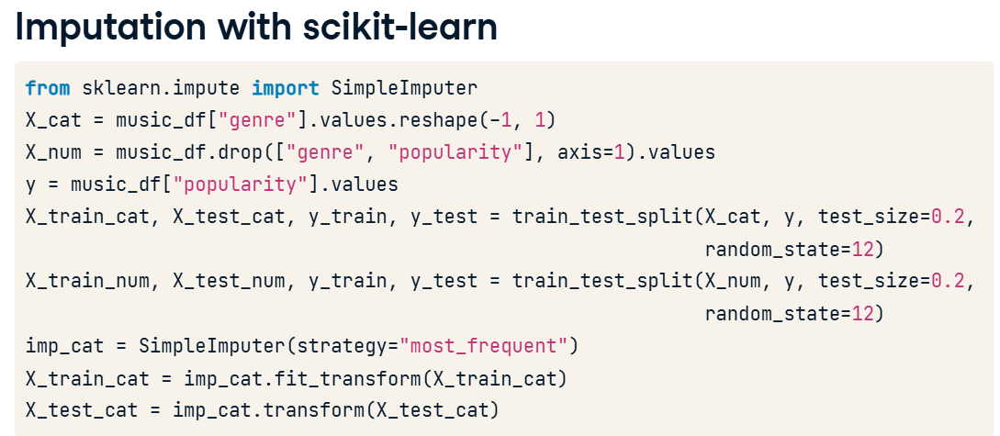 Imputation with scikit-learn
from sklearn.impute import SimpleImputer
X_cat = music_df["genre"].values.reshape(-1, 1)
X_num = music_df.drop(["genre", "popularity"], axis=1).values
y = music_df["popularity"].values
X_train_cat, X_test_cat, y_train, y_test = train_test_split(X_cat, y, test_size=0.2,
random_state=12)
X_train_num, X_test_num, y_train, y_test = train_test_split(X_num, y, test_size=0.2,
random_state=12)
imp_cat = SimpleImputer(strategy="most_frequent")
X_train_cat = imp_cat.fit_transform(X_train_cat)
X_test_cat = imp_cat.transform(X_test_cat)